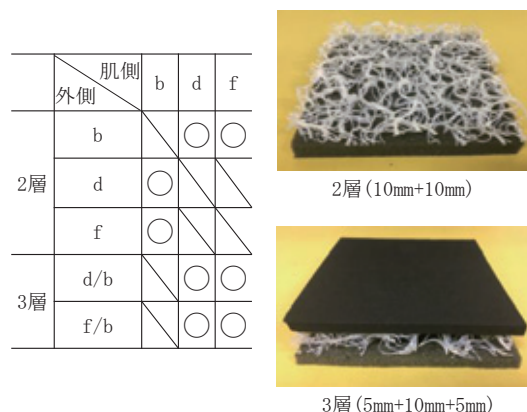 肌側
外側
b d f
2層
b ○ ○
d ○
f ○
3層
d/b ○ ○
f/b ○ ○
2層(10mm+10mm)
3層(5mm+10mm+5mm)